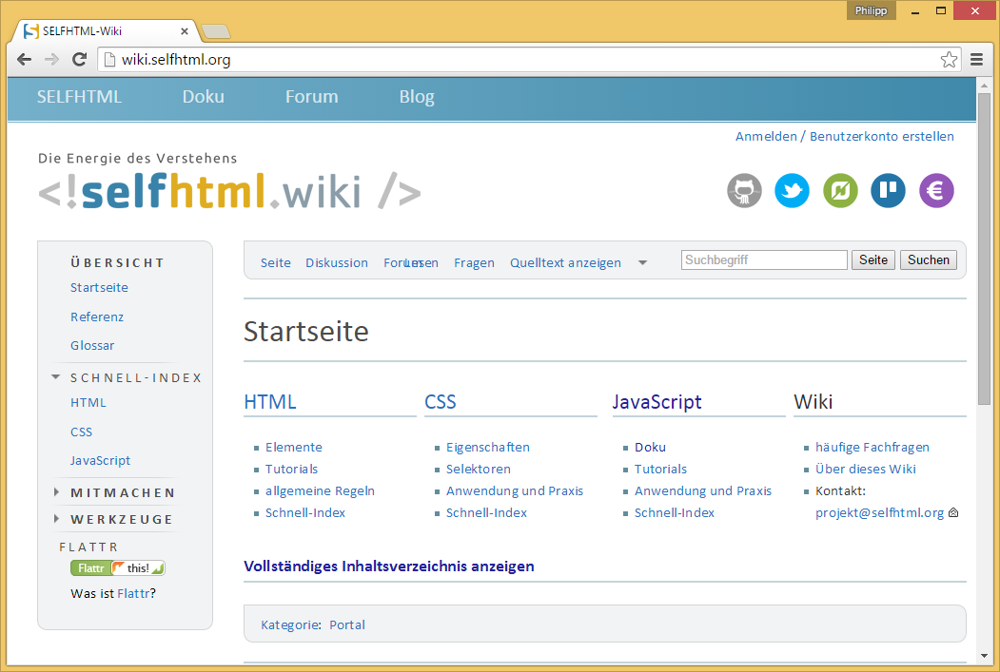 Philipp
SELFHTML-Wiki
wiki.selfhtml.org
SELFHTML Doku Forum Blog
Anmelden / Benutzerkonto erstellen
Die Energie des Verstehens
<!selfhtml.wiki />
€
ÜBERSICHT
Startseite
Referenz
Glossar
SCHNELL-INDEX
HTML
CSS
JavaScript
MITMACHEN
WERKZEUGE
FLATTR
Flattr this!
Was ist Flattr?
Seite Diskussion Forum Lesen Fragen Quelltext anzeigen Suchbegriff Seite Suchen
Startseite
HTML
Elemente
Tutorials
allgemeine Regeln
Schnell-Index
CSS
Eigenschaften
Selektoren
Anwendung und Praxis
Schnell-Index
JavaScript
Doku
Tutorials
Anwendung und Praxis
Schnell-Index
Wiki
häufige Fachfragen
Über dieses Wiki
Kontakt:
projekt@selfhtml.org
Vollständiges Inhaltsverzeichnis anzeigen
Kategorie: Portal